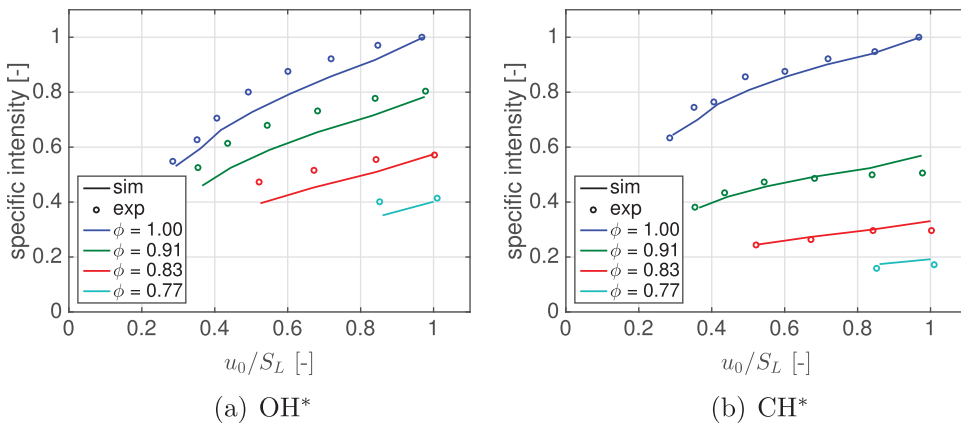 1
0.8
0.6
0.4
0.2
0
specific intensity [-]
sim
exp
ϕ = 1.00
ϕ = 0.91
ϕ = 0.83
ϕ = 0.77
0 0.2 0.4 0.6 0.8 1
u₀/S_L [-]
(a) OH*
1
0.8
0.6
0.4
0.2
0
specific intensity [-]
sim
exp
ϕ = 1.00
ϕ = 0.91
ϕ = 0.83
ϕ = 0.77
0 0.2 0.4 0.6 0.8 1
u₀/S_L [-]
(b) CH*